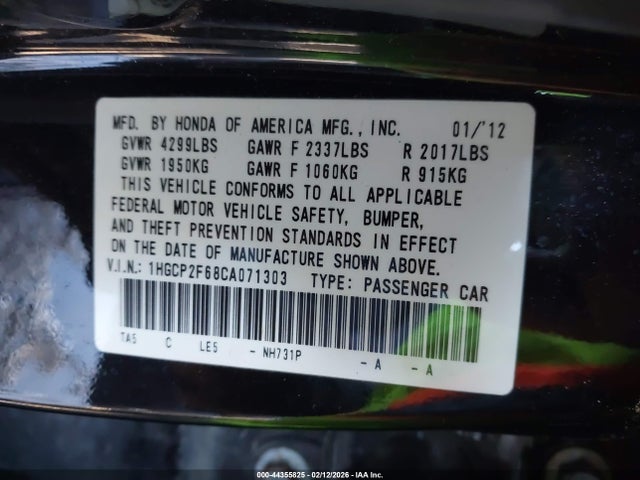 MFD. BY HONDA OF AMERICA MFG., INC. 01/'12
GVWR 4299LBS GAWR F 2337LBS R 2017LBS
GVWR 1950KG GAWR F 1060KG R 915KG
THIS VEHICLE CONFORMS TO ALL APPLICABLE
FEDERAL MOTOR VEHICLE SAFETY, BUMPER,
AND THEFT PREVENTION STANDARDS IN EFFECT
ON THE DATE OF MANUFACTURE SHOWN ABOVE.
V.I.N.: 1HGCP2F68CA071303 TYPE: PASSENGER CAR
TA5 C LE5 - NH731P - A - A
000-44355825 - 02/12/2026 - IAA Inc.